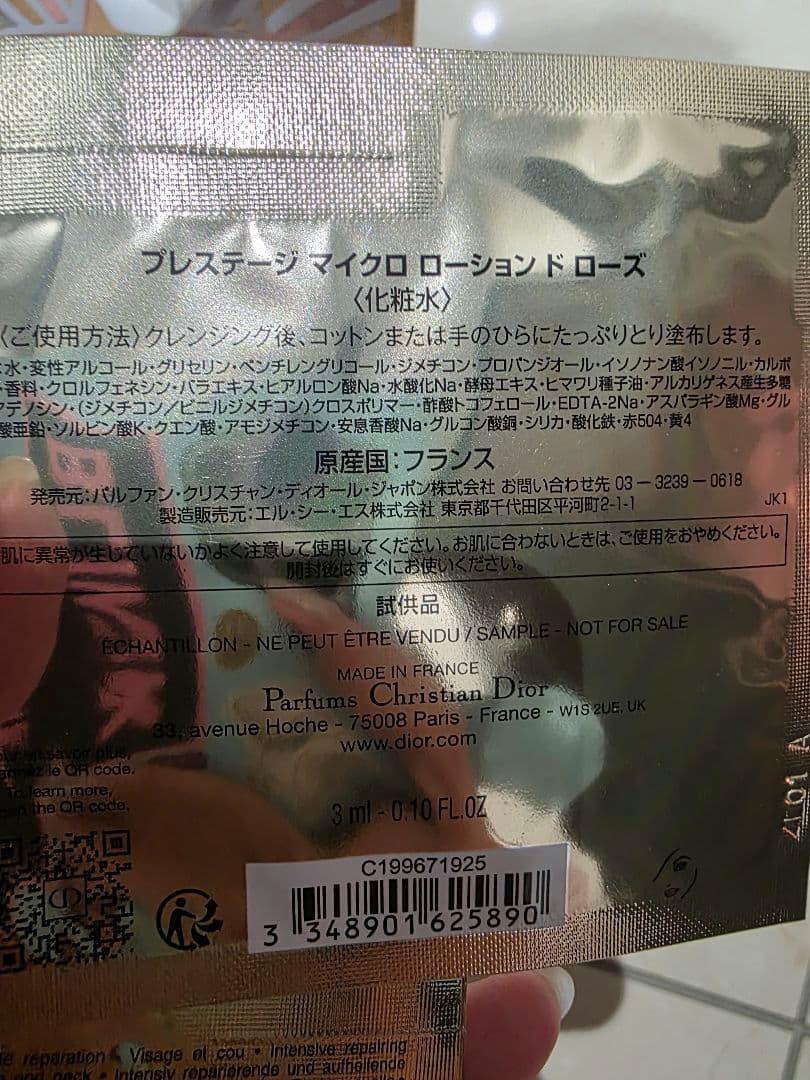 プレステージ マイクロ ローション ド ローズ
〈化粧水〉
〈ご使用方法〉クレンジング後、コットンまたは手のひらにたっぷりとり塗布します。
水・変性アルコール・グリセリン・ペンチレングリコール・ジメチコン・プロパンジオール・イソノナン酸イソノニル・カルボ
・香料・クロルフェネシン・バラエキス・ヒアルロン酸Na・水酸化Na・酵母エキス・ヒマワリ種子油・アルカリゲネス産生多糖
アデノシン・(ジメチコン/ビニルジメチコン)クロスポリマー・酢酸トコフェロール・EDTA-2Na・アスパラギン酸Mg・グル
酸亜鉛・ソルビン酸K・クエン酸・アモジメチコン・安息香酸Na・グルコン酸銅・シリカ・酸化鉄・赤504・黄4
原産国:フランス
発売元:パルファン・クリスチャン・ディオール・ジャポン株式会社 お問い合わせ先 03-3239-0618
製造販売元:エル・シー・エス株式会社 東京都千代田区平河町2-1-1
JK1
肌に異常が生じていないかよく注意して使用してください。お肌に合わないときは、ご使用をおやめください。
開封後はすぐにお使いください。
試供品
ÉCHANTILLON - NE PEUT ÊTRE VENDU / SAMPLE - NOT FOR SALE
MADE IN FRANCE
Parfums Christian Dior
33, avenue Hoche - 75008 Paris - France - W1S 2UE, UK
www.dior.com
en savoir plus,
le QR code.
To learn more,
the QR code.
3 ml - 0.10 FL.OZ
C199671925
3 348901 625890
réparation • Visage et cou • Intensive repairing
and neck • Intensiv reparierende und aufhellende